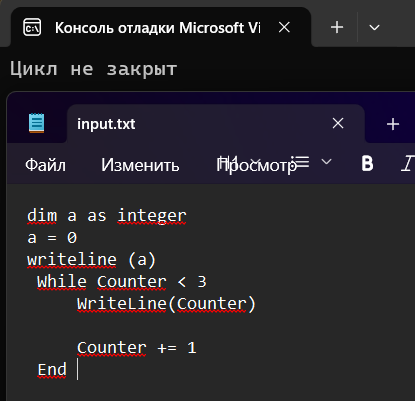 Консоль отладки Microsoft Vi
Цикл не закрыт
input.txt
Файл Изменить H1 Просмотр B I
dim a as integer
a = 0
writeline (a)
While Counter < 3
WriteLine(Counter)
Counter += 1
End